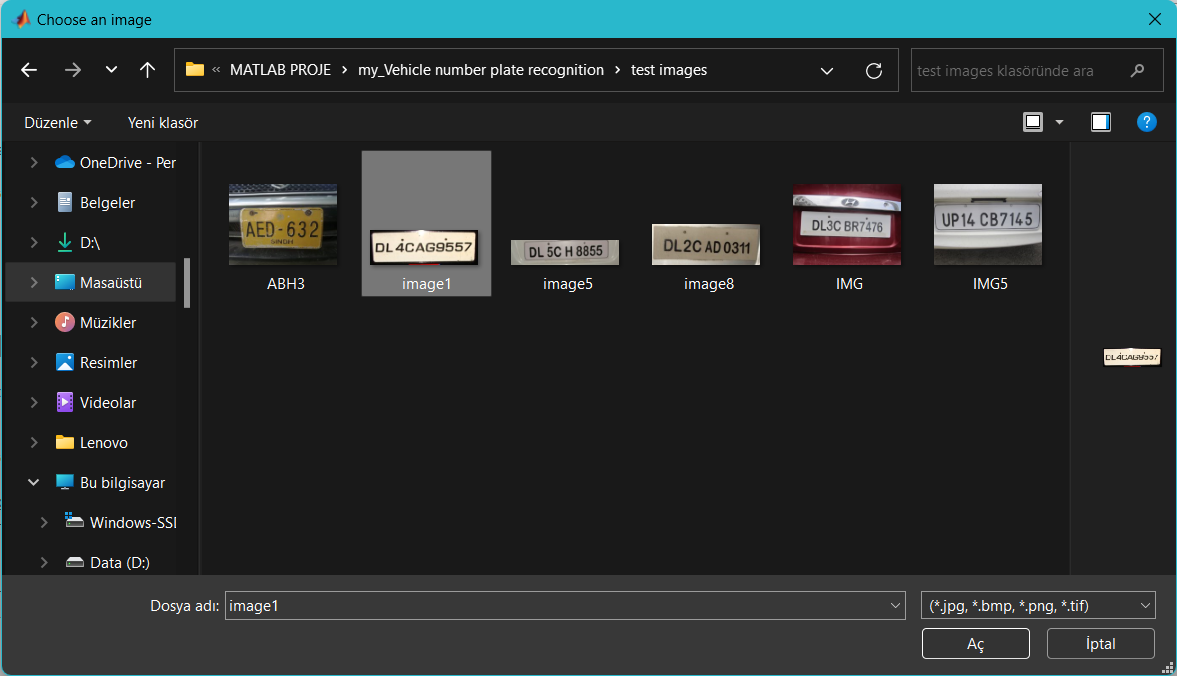 Choose an image
« MATLAB PROJE > my_Vehicle number plate recognition > test images
test images klasöründe ara
Düzenle
Yeni klasör
?
OneDrive - Per
Belgeler
D:\
Masaüstü
Müzikler
Resimler
Videolar
Lenovo
Bu bilgisayar
Windows-SSI
Data (D:)
AED-632
SINDH
ABH3
DL4CAG9557
image1
DL 5C H 8855
image5
DL2C AD 0311
image8
DL3C BR7476
IMG
UP14 CB7145
IMG5
DL4CAG9557
Dosya adı: image1
(*.jpg, *.bmp, *.png, *.tif)
Aç
İptal